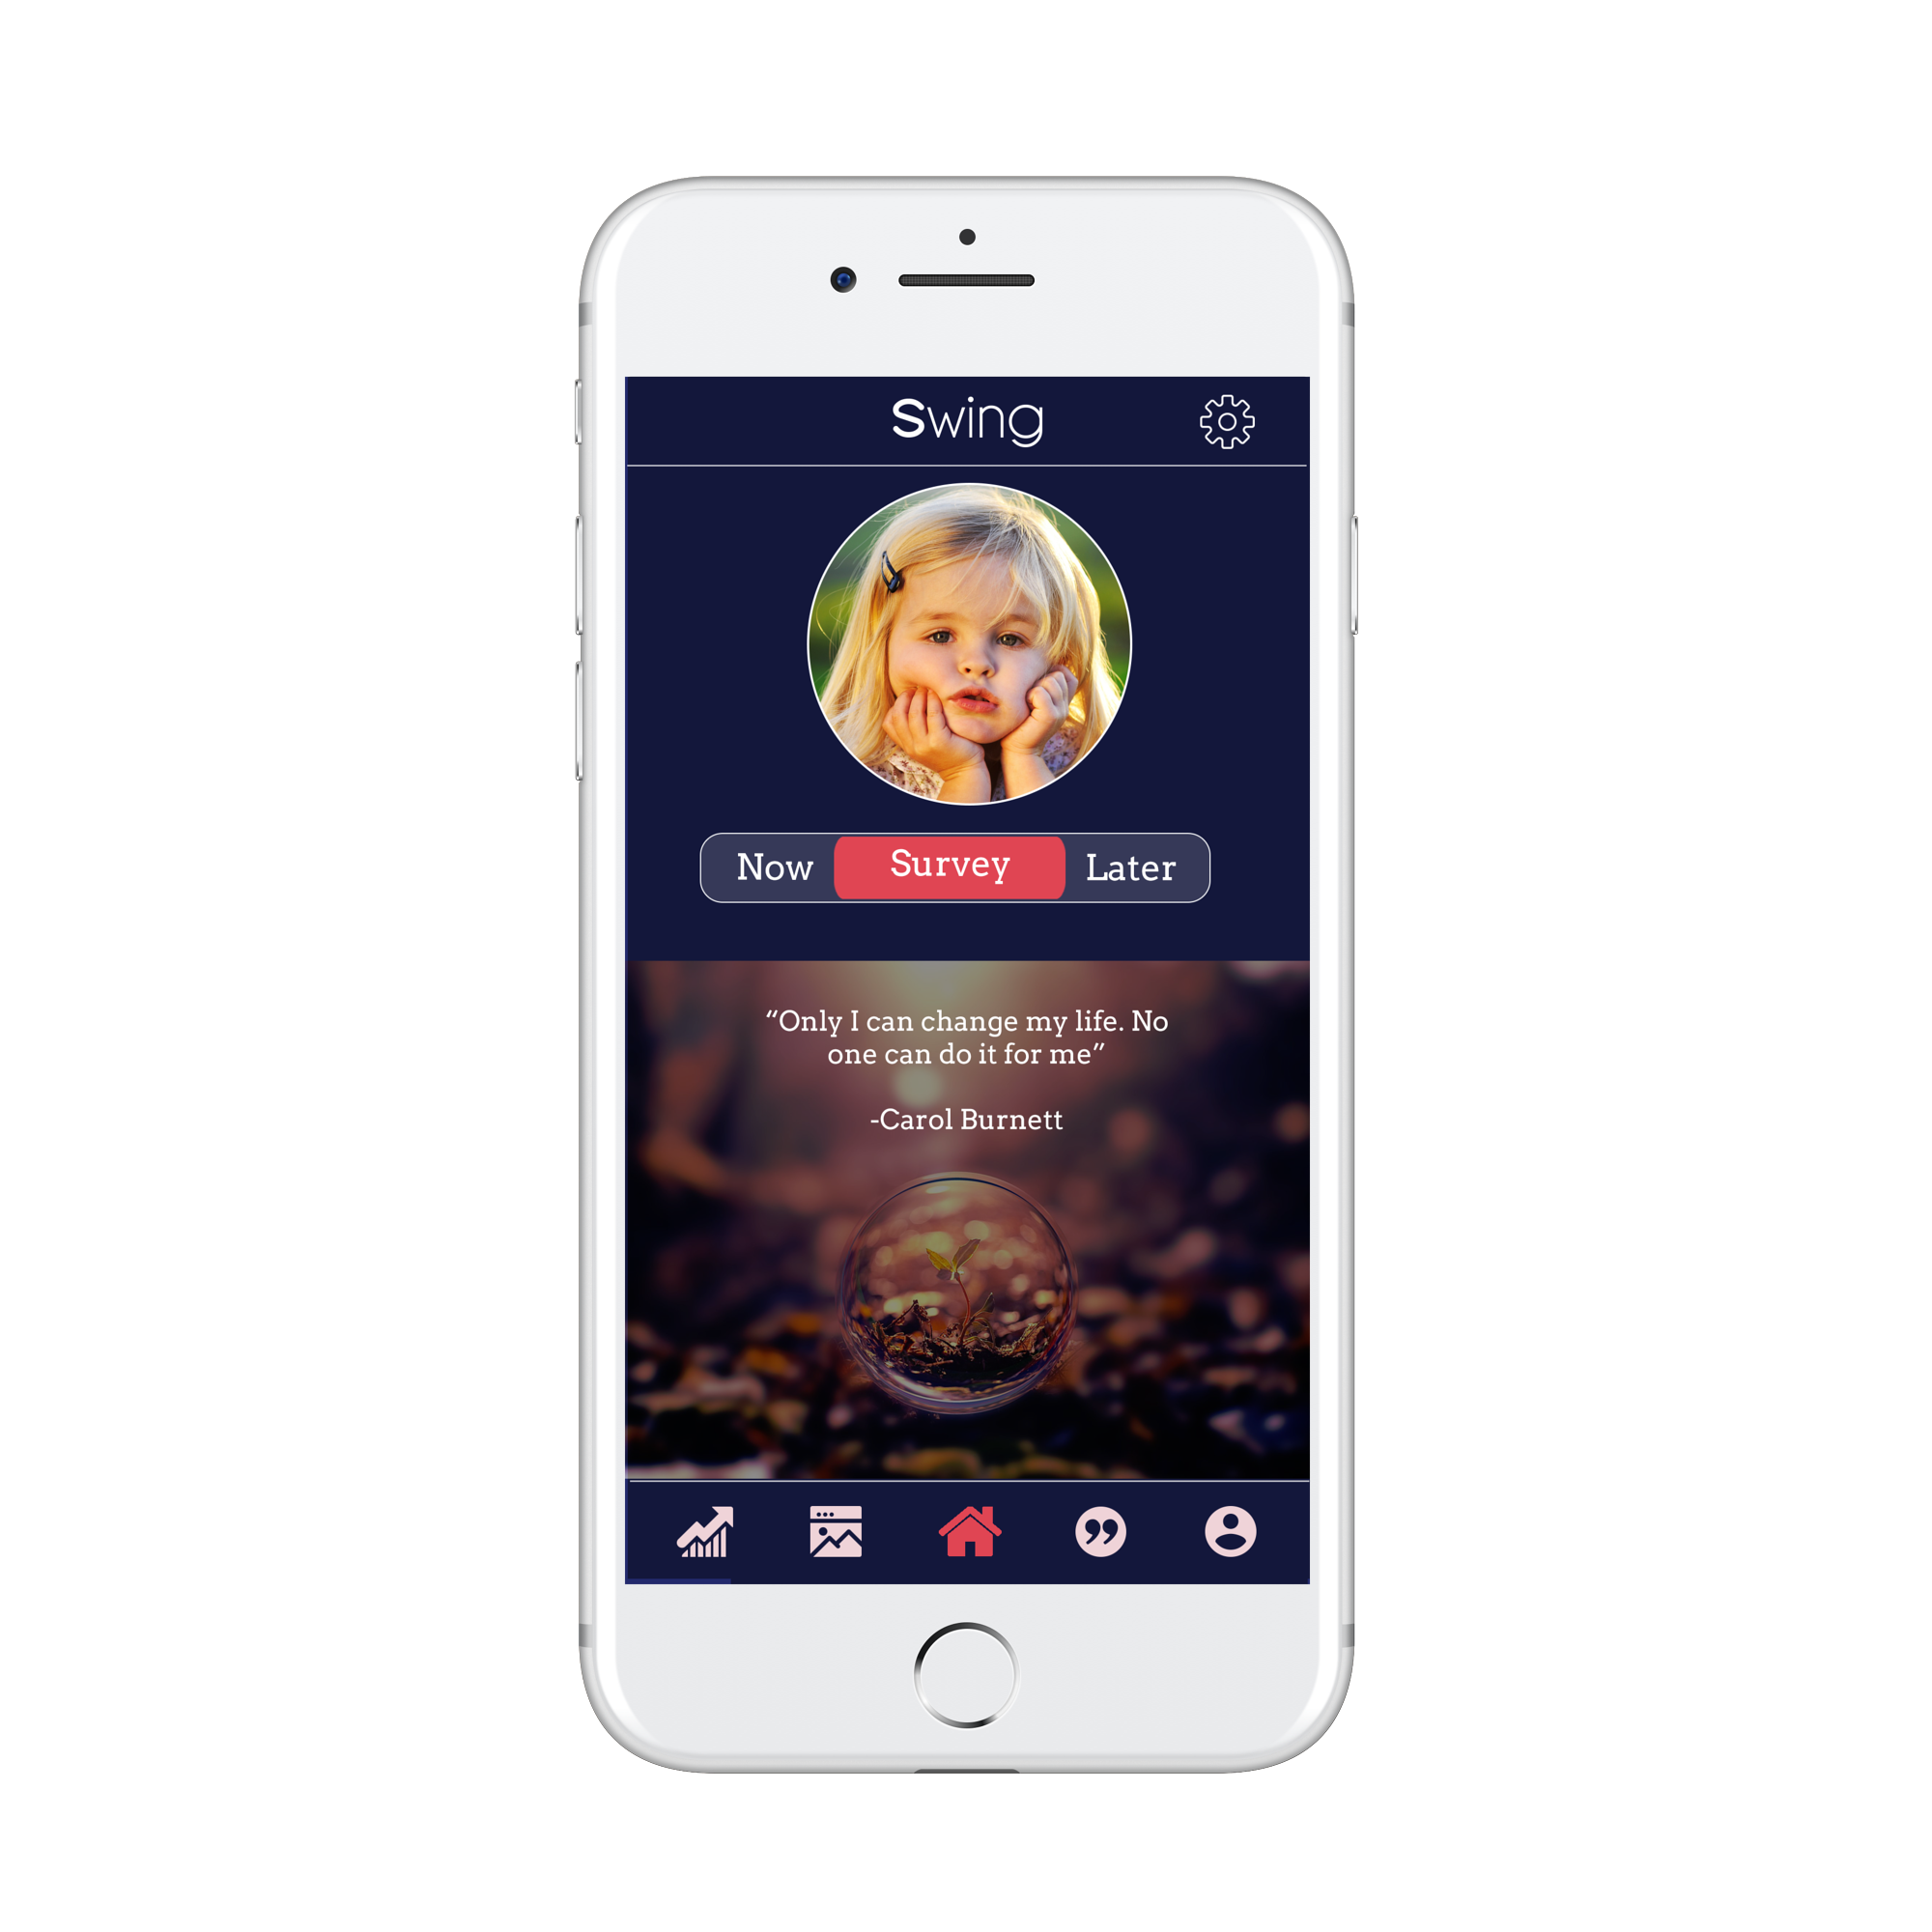 Swing
Now Survey Later
“Only I can change my life. No
one can do it for me”
-Carol Burnett